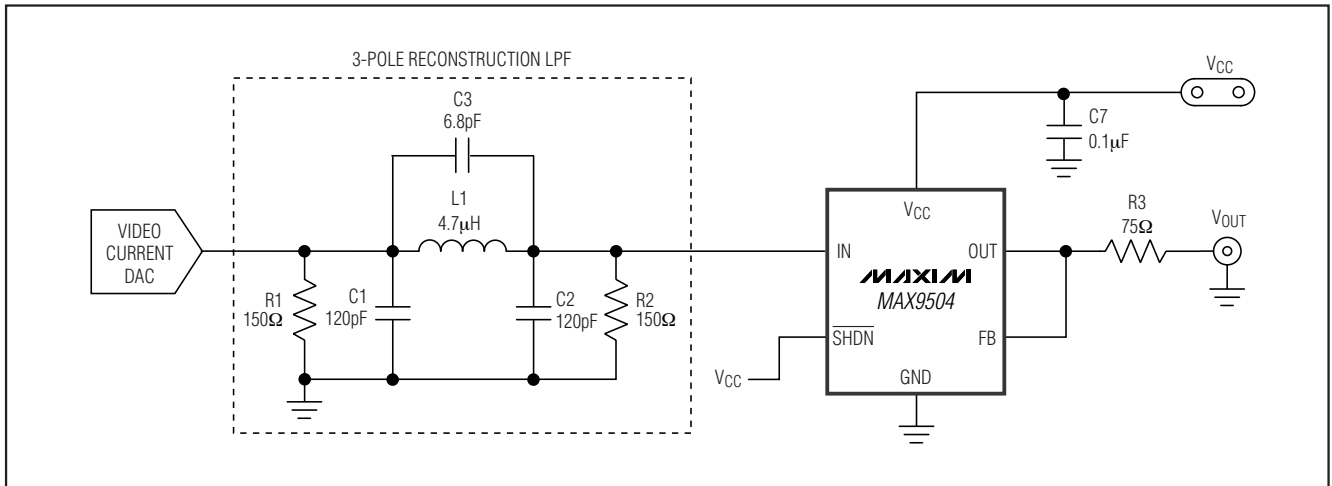 3-POLE RECONSTRUCTION LPF
C3
6.8pF
L1
4.7µH
VIDEO
CURRENT
DAC
R1
150Ω
C1
120pF
C2
120pF
R2
150Ω
VCC
C7
0.1µF
VCC
IN
OUT
MAXIM
MAX9504
SHDN
FB
GND
VCC
R3
75Ω
VOUT